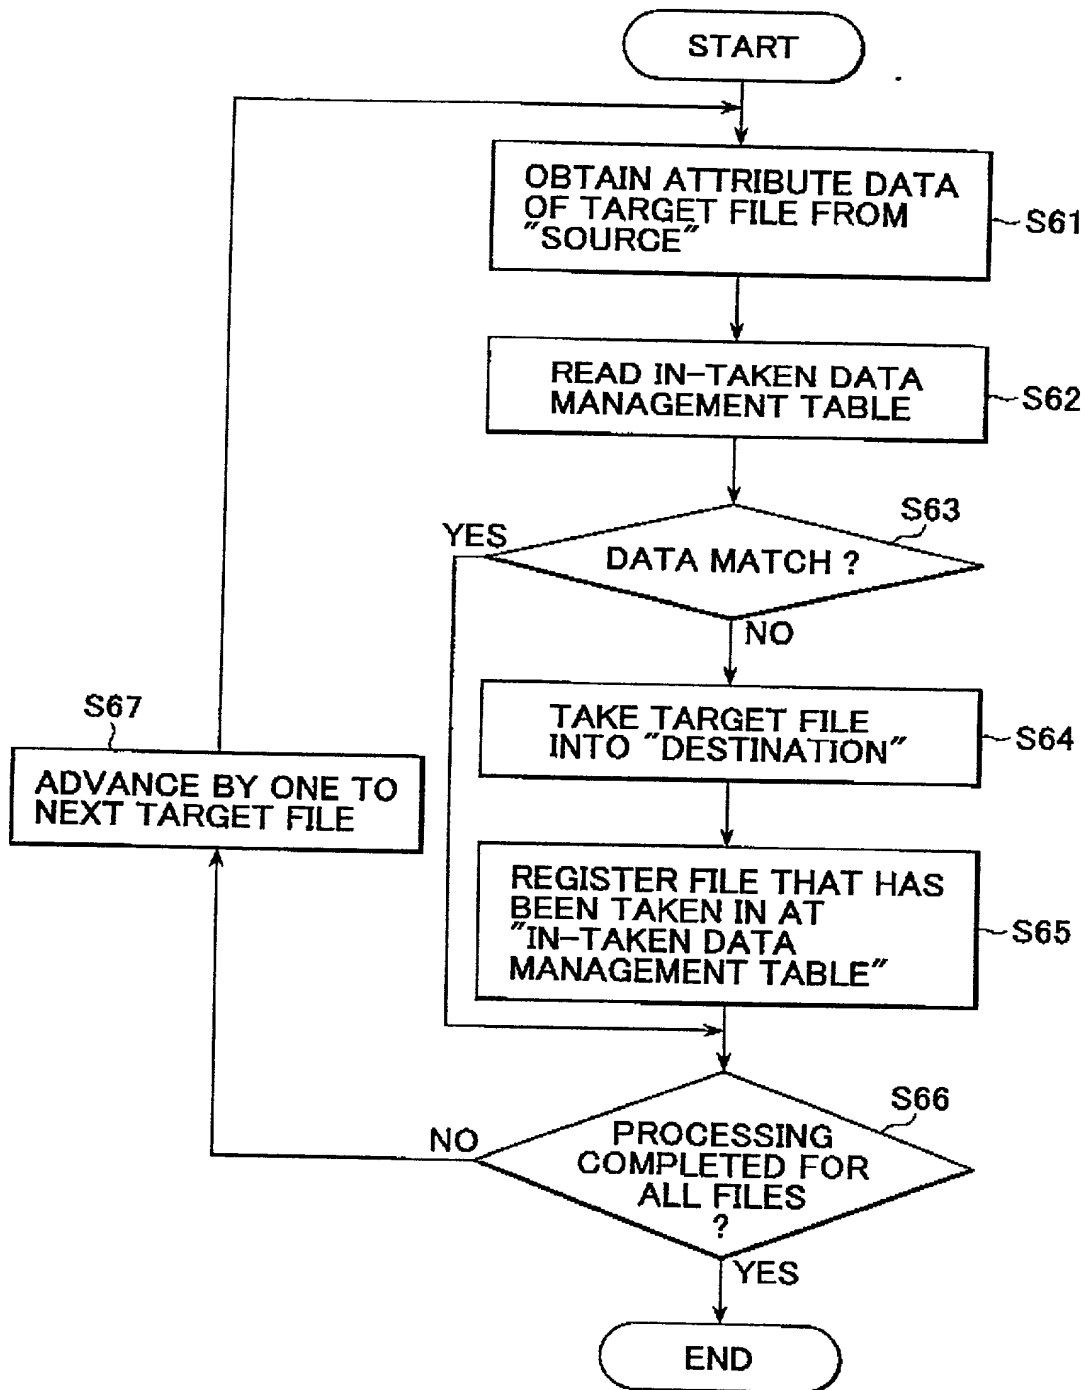 START
OBTAIN ATTRIBUTE DATA
OF TARGET FILE FROM
"SOURCE"
S61
READ IN-TAKEN DATA
MANAGEMENT TABLE
S62
S63
YES
DATA MATCH ?
NO
S67
ADVANCE BY ONE TO
NEXT TARGET FILE
TAKE TARGET FILE
INTO "DESTINATION"
S64
REGISTER FILE THAT HAS
BEEN TAKEN IN AT
"IN-TAKEN DATA
MANAGEMENT TABLE"
S65
S66
NO
PROCESSING
COMPLETED FOR
ALL FILES
?
YES
END